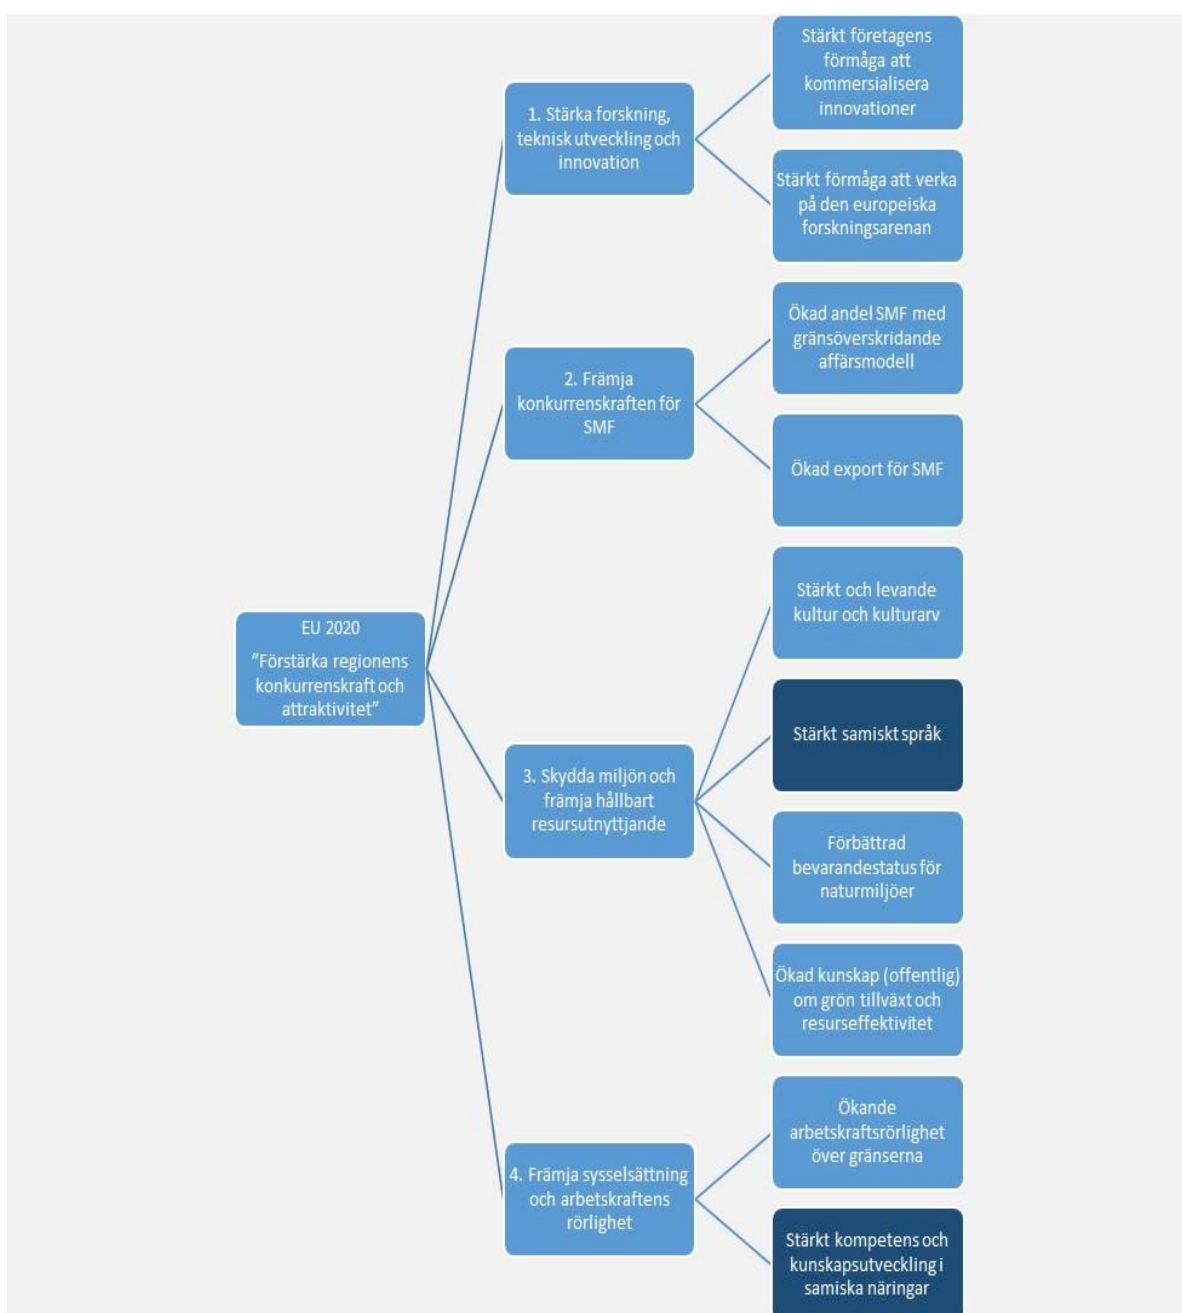 EU 2020
"Förstärka regionens
konkurrenskraft och
attraktivitet"
1. Stärka forskning,
teknisk utveckling och
innovation
Stärkt företagens
förmåga att
kommersialisera
innovationer
Stärkt förmåga att verka
på den europeiska
forskningsarenan
2. Främja
konkurrenskraften för
SMF
Ökad andel SMF med
gränsöverskridande
affärsmodell
Ökad export för SMF
3. Skydda miljön och
främja hållbart
resursutnyttjande
Stärkt och levande
kultur och kulturarv
Stärkt samiskt språk
Förbättrad
bevarandestatus för
naturmiljöer
Ökad kunskap (offentlig)
om grön tillväxt och
resurseffektivitet
4. Främja sysselsättning
och arbetskraftens
rörlighet
Ökande
arbetskraftsrörlighet
över gränserna
Stärkt kompetens och
kunskapsutveckling i
samiska näringar